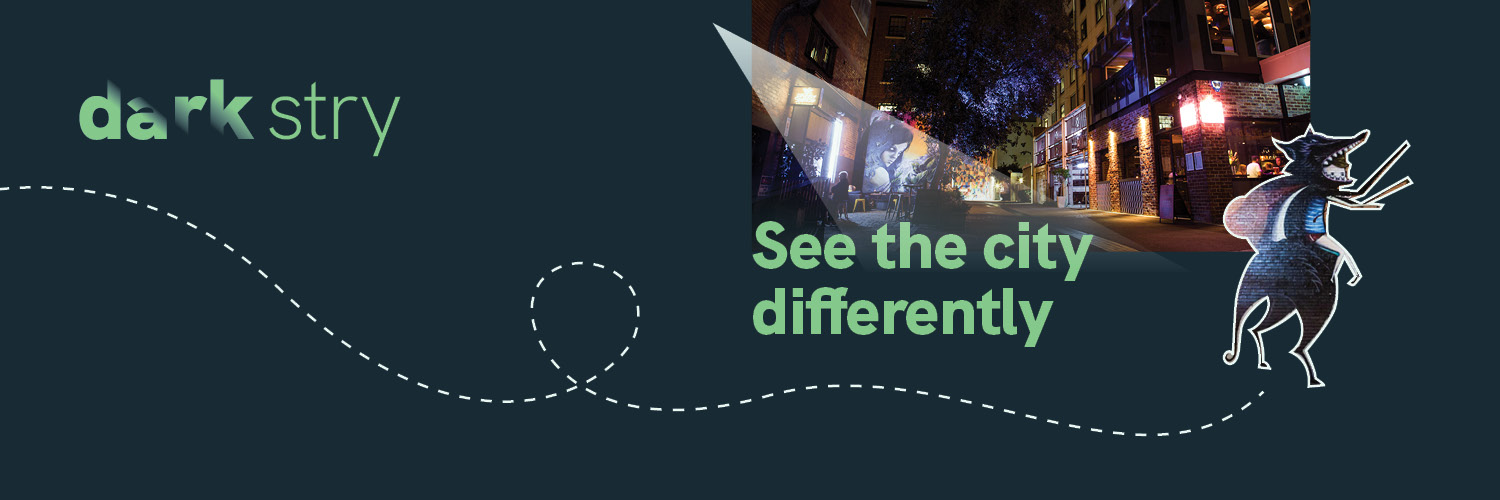 dark stry
See the city
differently